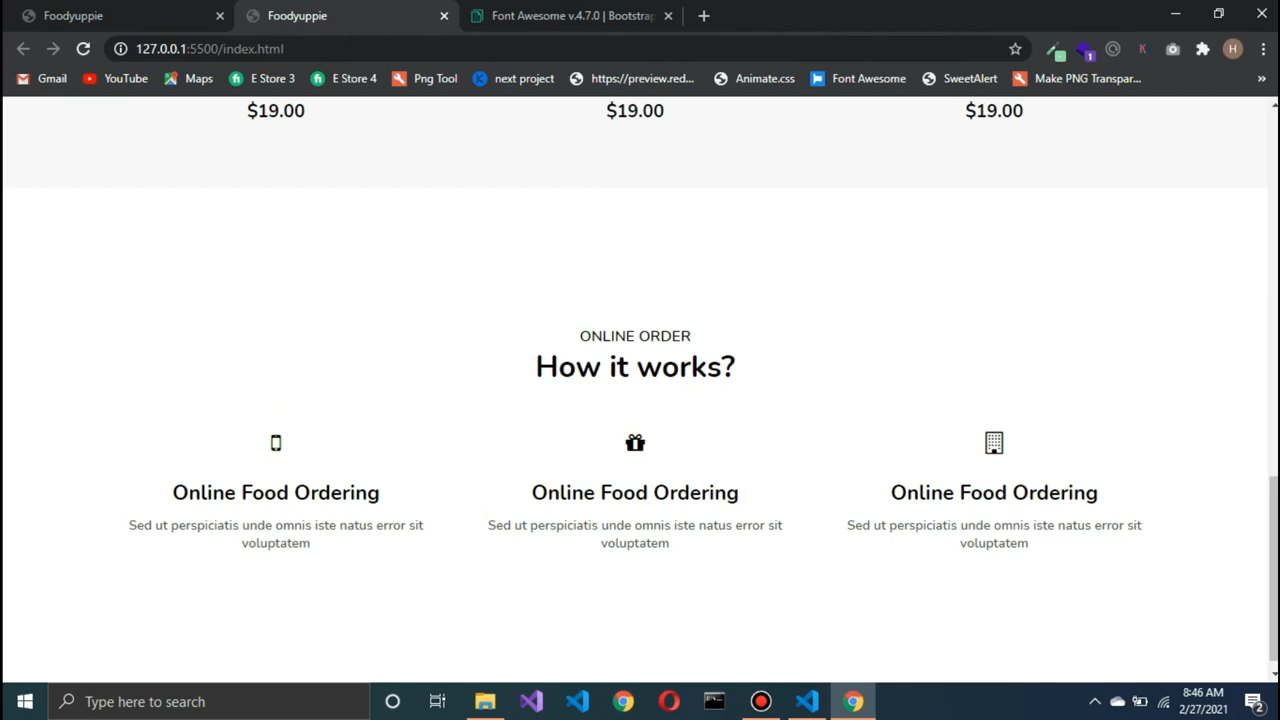 Foodyuppie
Foodyuppie
Font Awesome v.4.7.0 | Bootstrap
127.0.0.1:5500/index.html
1
K
H
Gmail
YouTube
Maps
E Store 3
E Store 4
Png Tool
next project
https://preview.red...
Animate.css
Font Awesome
SweetAlert
Make PNG Transpar...
»
$19.00
$19.00
$19.00
ONLINE ORDER
How it works?
Online Food Ordering
Sed ut perspiciatis unde omnis iste natus error sit
voluptatem
Online Food Ordering
Sed ut perspiciatis unde omnis iste natus error sit
voluptatem
Online Food Ordering
Sed ut perspiciatis unde omnis iste natus error sit
voluptatem
Type here to search
8:46 AM
2/27/2021
2